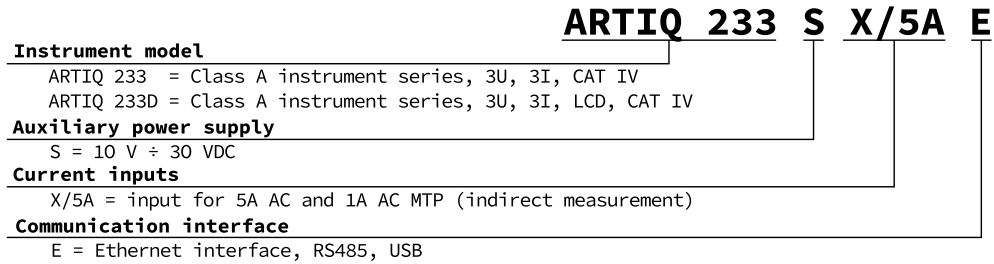 ARTIQ 233 S X/5A E
Instrument model
ARTIQ 233  = Class A instrument series, 3U, 3I, CAT IV
ARTIQ 233D = Class A instrument series, 3U, 3I, LCD, CAT IV
Auxiliary power supply
S = 10 V ÷ 30 VDC
Current inputs
X/5A = input for 5A AC and 1A AC MTP (indirect measurement)
Communication interface
E = Ethernet interface, RS485, USB